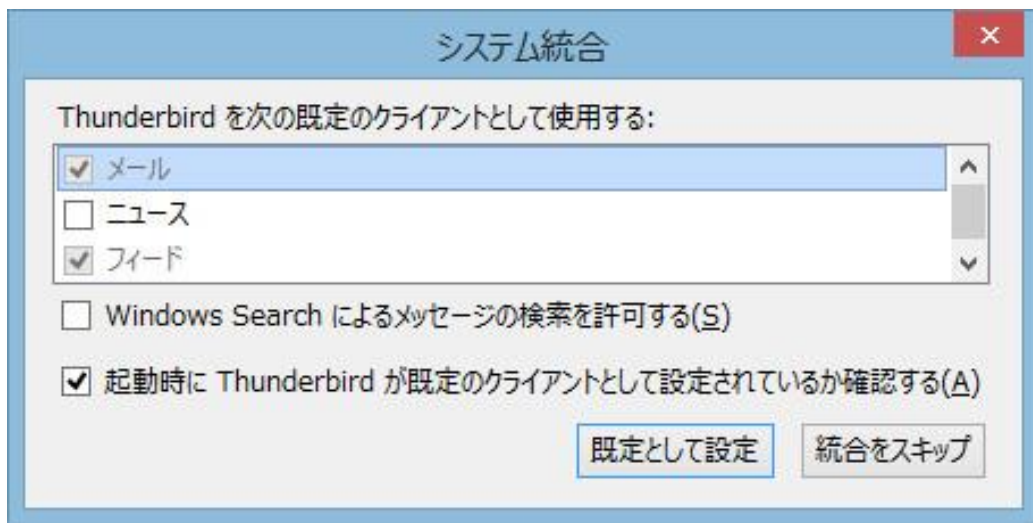 システム統合
Thunderbird を次の既定のクライアントとして使用する:
メール
ニュース
フィード
Windows Search によるメッセージの検索を許可する(S)
起動時に Thunderbird が既定のクライアントとして設定されているか確認する(A)
既定として設定 統合をスキップ